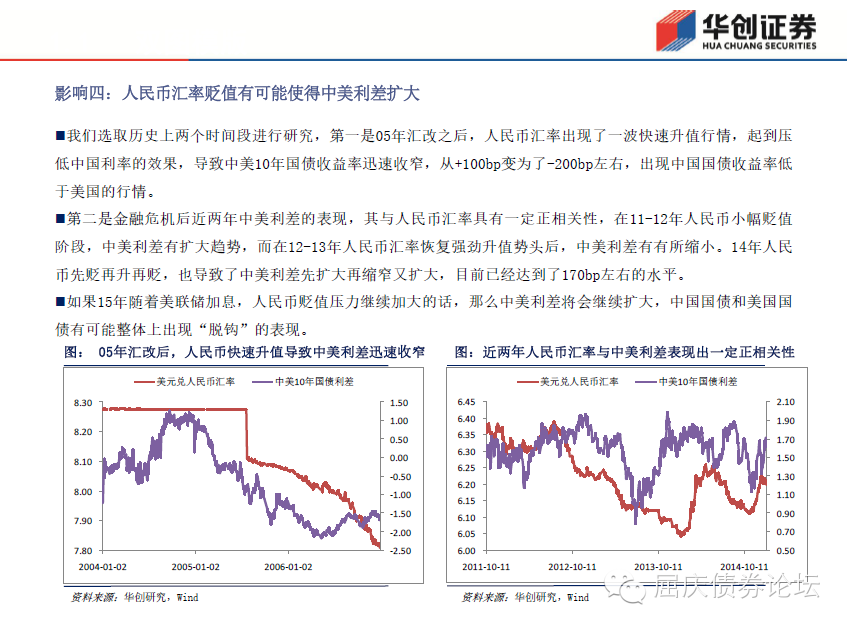 华创证券
HUA CHUANG SECURITIES
影响四：人民币汇率贬值有可能使得中美利差扩大
■我们选取历史上两个时间段进行研究，第一是05年汇改之后，人民币汇率出现了一波快速升值行情，起到压
低中国利率的效果，导致中美10年国债收益率迅速收窄，从+100bp变为了-200bp左右，出现中国国债收益率低
于美国的行情。
■第二是金融危机后近两年中美利差的表现，其与人民币汇率具有一定正相关性，在11-12年人民币小幅贬值
阶段，中美利差有扩大趋势，而在12-13年人民币汇率恢复强劲升值势头后，中美利差有有所缩小。14年人民
币先贬再升再贬，也导致了中美利差先扩大再缩窄又扩大，目前已经达到了170bp左右的水平。
■如果15年随着美联储加息，人民币贬值压力继续加大的话，那么中美利差将会继续扩大，中国国债和美国国
债有可能整体上出现“脱钩”的表现。
图： 05年汇改后，人民币快速升值导致中美利差迅速收窄
美元兑人民币汇率 中美10年国债利差
8.30 1.50
1.00
8.20 0.50
8.10 0.00
-0.50
8.00 -1.00
7.90 -1.50
-2.00
7.80 -2.50
2004-01-02 2005-01-02 2006-01-02
资料来源：华创研究，Wind
图：近两年人民币汇率与中美利差表现出一定正相关性
美元兑人民币汇率 中美10年国债利差
6.45 2.10
6.40 1.90
6.35
6.30 1.70
6.25 1.50
6.20 1.30
6.15 1.10
6.10 0.90
6.05 0.70
6.00 0.50
2011-10-11 2012-10-11 2013-10-11 2014-10-11
资料来源：华创研究，Wind
屈庆债券论坛